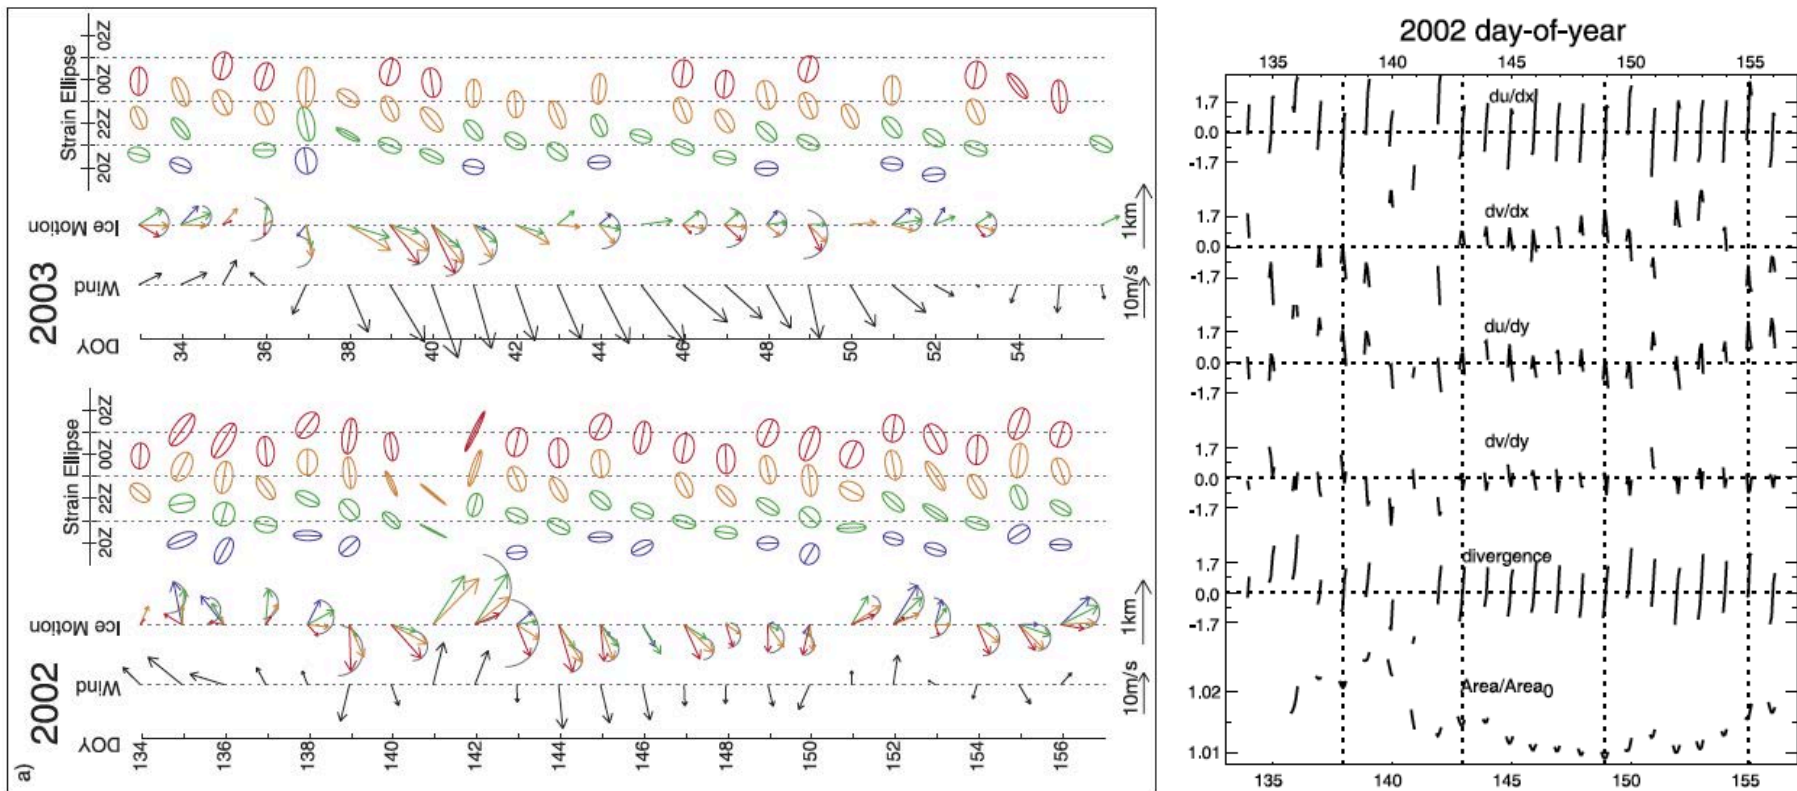 a)
2003
Strain Ellipse
20Z 22Z 00Z 02Z
Ice Motion
1km
Wind
10m/s
DOY
34 36 38 40 42 44 46 48 50 52 54
2002
Strain Ellipse
20Z 22Z 00Z 02Z
Ice Motion
1km
Wind
10m/s
DOY
134 136 138 140 142 144 146 148 150 152 154 156
2002 day-of-year
135 140 145 150 155
du/dx
1.7
0.0
-1.7
dv/dx
1.7
0.0
-1.7
du/dy
1.7
0.0
-1.7
dv/dy
1.7
0.0
-1.7
divergence
1.7
0.0
-1.7
Area/Area0
1.02
1.01
135 140 145 150 155